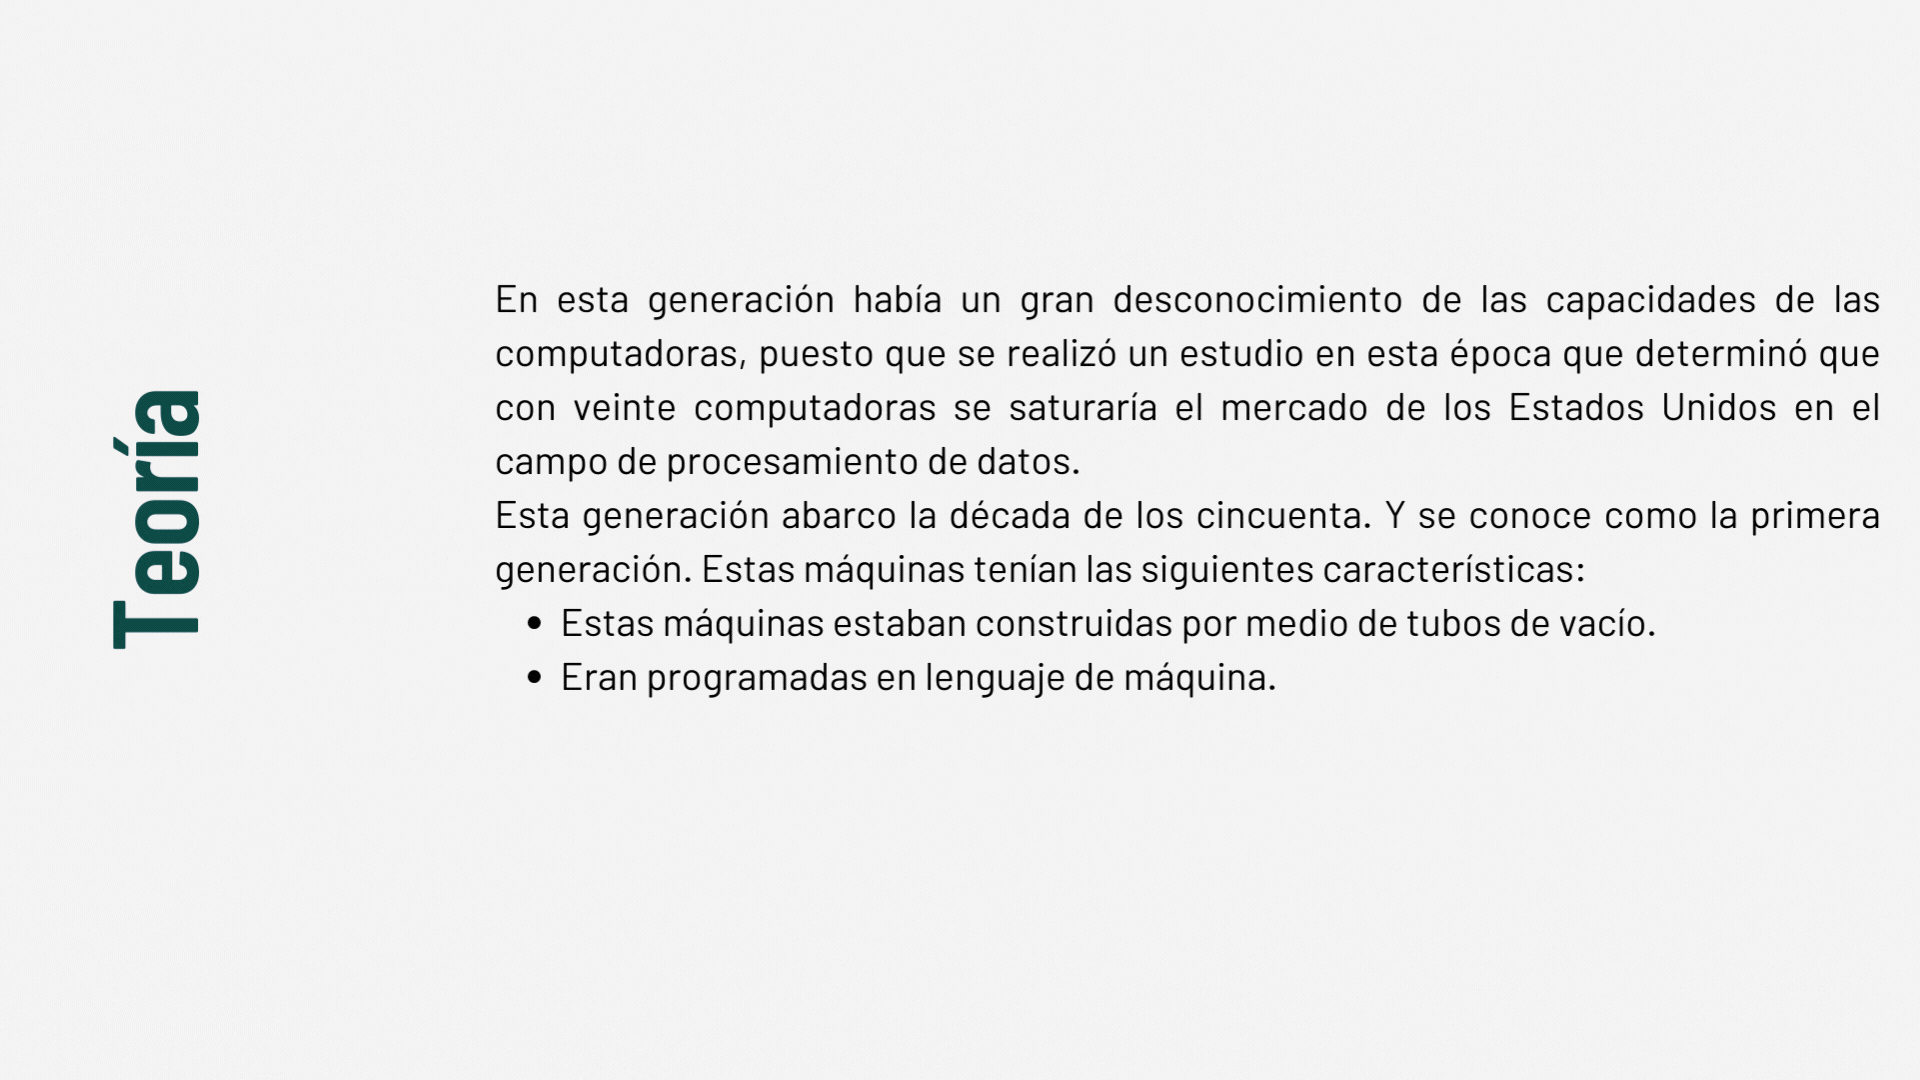 Teoría
En esta generación había un gran desconocimiento de las capacidades de las
computadoras, puesto que se realizó un estudio en esta época que determinó que
con veinte computadoras se saturaría el mercado de los Estados Unidos en el
campo de procesamiento de datos.
Esta generación abarco la década de los cincuenta. Y se conoce como la primera
generación. Estas máquinas tenían las siguientes características:
• Estas máquinas estaban construidas por medio de tubos de vacío.
• Eran programadas en lenguaje de máquina.